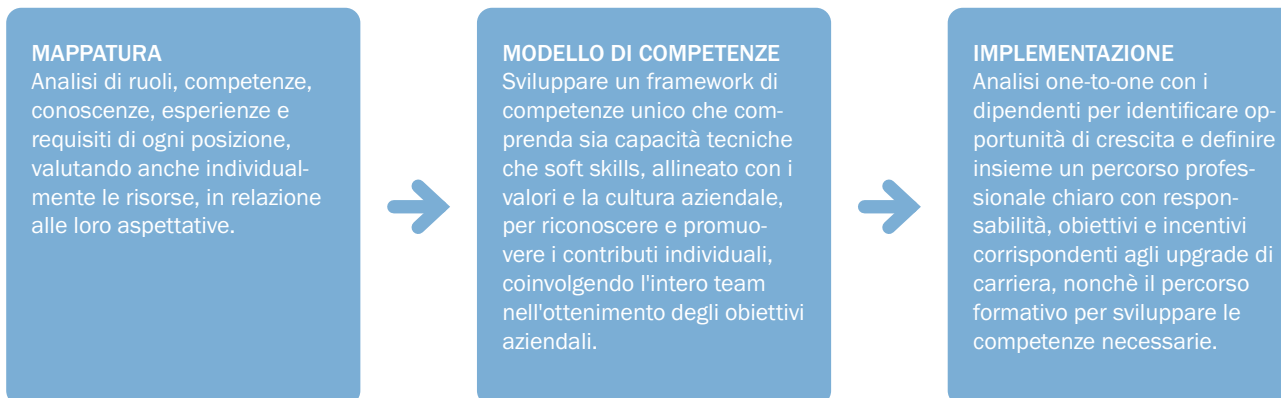 MAPPATURA
Analisi di ruoli, competenze,
conoscenze, esperienze e
requisiti di ogni posizione,
valutando anche individual-
mente le risorse, in relazione
alle loro aspettative.
MODELLO DI COMPETENZE
Sviluppare un framework di
competenze unico che com-
prenda sia capacità tecniche
che soft skills, allineato con i
valori e la cultura aziendale,
per riconoscere e promuo-
vere i contributi individuali,
coinvolgendo l'intero team
nell'ottenimento degli obiettivi
aziendali.
IMPLEMENTAZIONE
Analisi one-to-one con i
dipendenti per identificare op-
portunità di crescita e definire
insieme un percorso profes-
sionale chiaro con respon-
sabilità, obiettivi e incentivi
corrispondenti agli upgrade di
carriera, nonchè il percorso
formativo per sviluppare le
competenze necessarie.